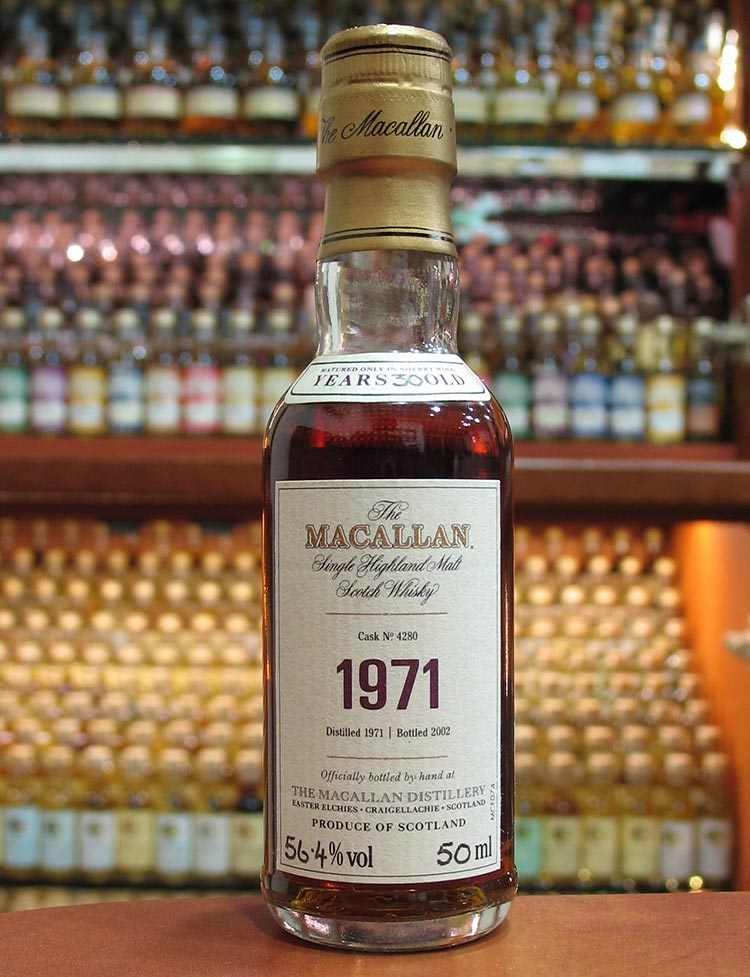 The Macallan
MATURED ONLY IN SHERRY WOOD
YEARS 30 OLD
The
MACALLAN
Single Highland Malt
Scotch Whisky
Cask Nº 4280
1971
Distilled 1971 | Bottled 2002
Officially bottled by hand at
THE MACALLAN DISTILLERY
EASTER ELCHIES · CRAIGELLACHIE · SCOTLAND
PRODUCE OF SCOTLAND
56.4% vol 50 ml